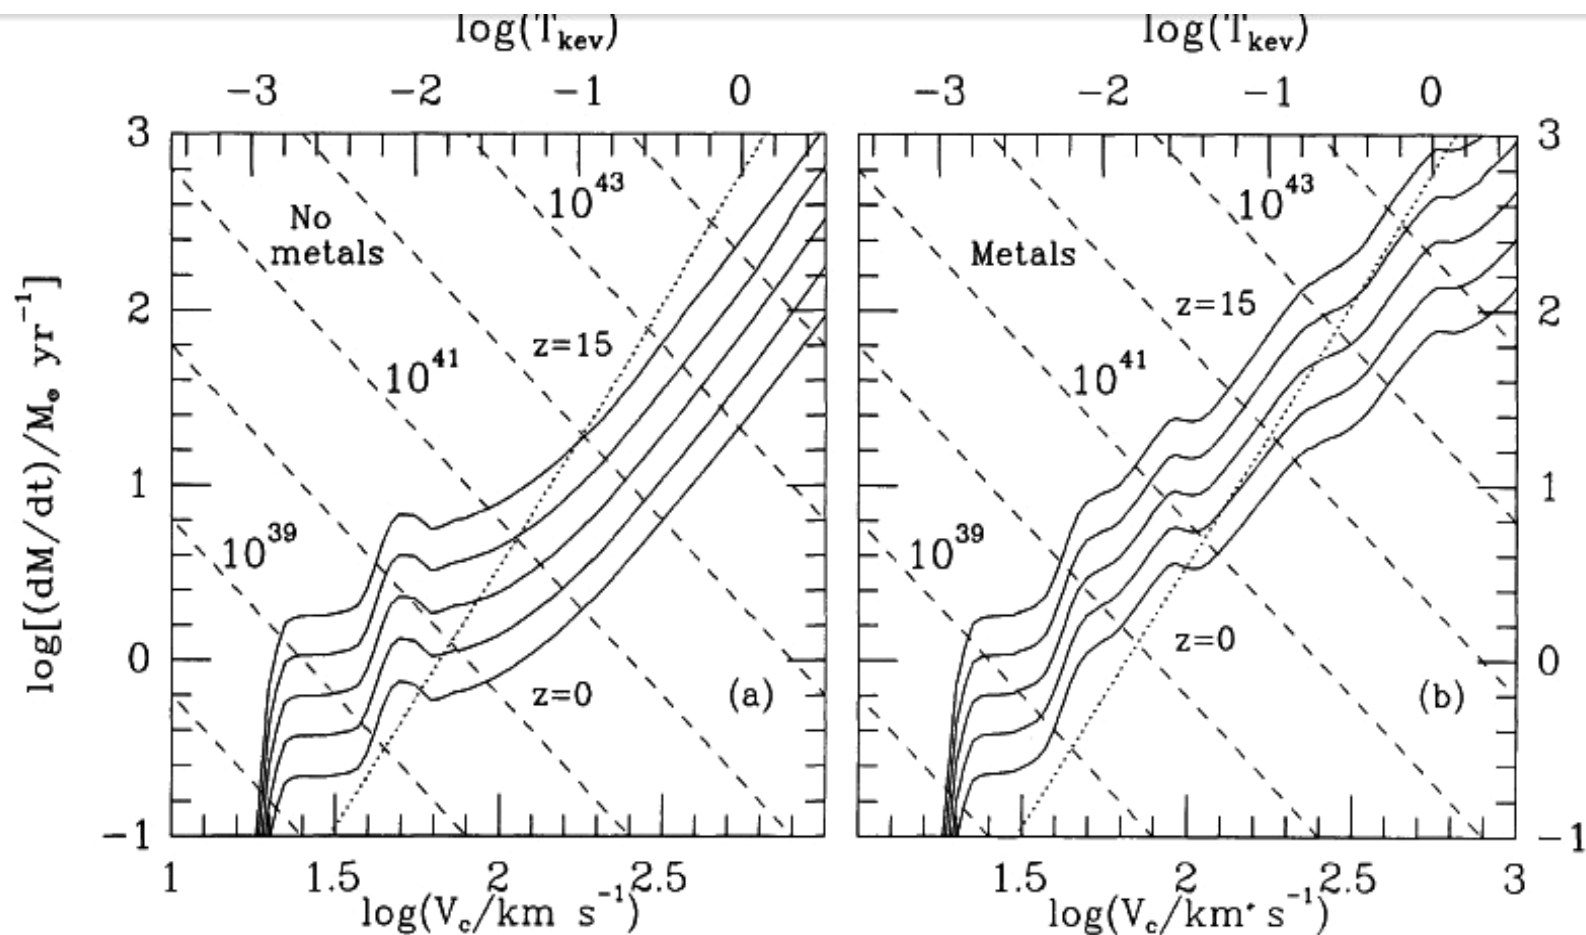 log(T_kev) log(T_kev)
-3 -2 -1 0 -3 -2 -1 0
3 3
10^43 10^43
No
metals Metals
2 z=15 z=15 2
10^41 10^41
log[(dM/dt)/M_⊙ yr^-1]
1 1
10^39 10^39
z=0
0 0
z=0 (a) (b)
-1 -1
1 1.5 2 2.5 1.5 2 2.5 3
log(V_c/km s^-1) log(V_c/km s^-1)